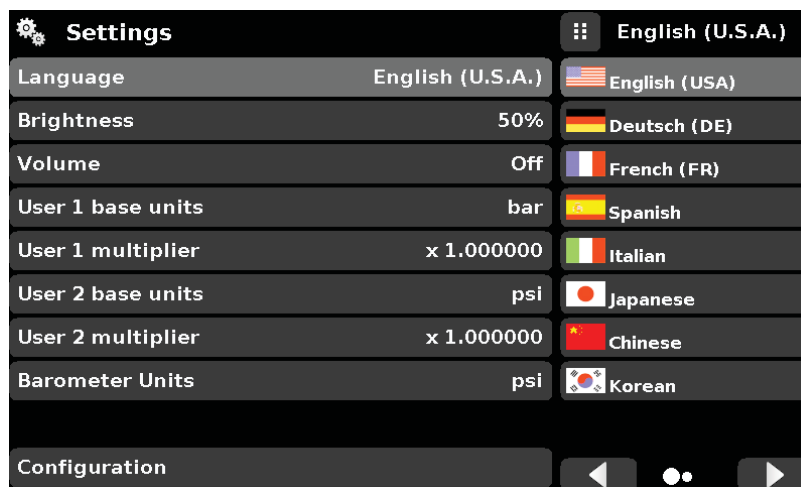 Settings
English (U.S.A.)
Language English (U.S.A.)
Brightness 50%
Volume Off
User 1 base units bar
User 1 multiplier x 1.000000
User 2 base units psi
User 2 multiplier x 1.000000
Barometer Units psi
Configuration
English (USA)
Deutsch (DE)
French (FR)
Spanish
Italian
Japanese
Chinese
Korean